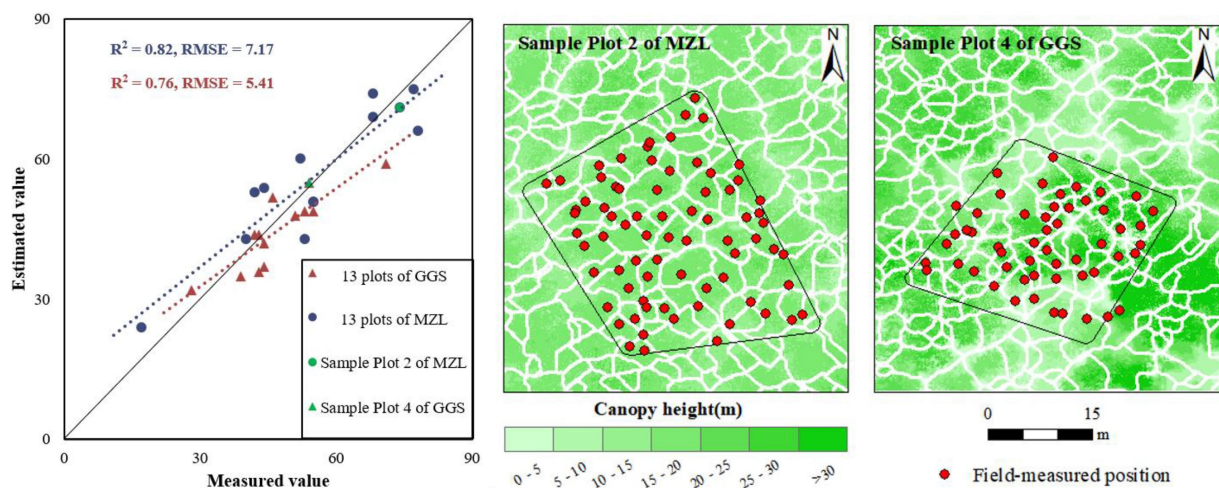 90
R² = 0.82, RMSE = 7.17
R² = 0.76, RMSE = 5.41
60
Estimated value
30
13 plots of GGS
13 plots of MZL
Sample Plot 2 of MZL
Sample Plot 4 of GGS
0
0 30 60 90
Measured value
Sample Plot 2 of MZL
N
Sample Plot 4 of GGS
N
Canopy height(m)
0 - 5 5 - 10 10 - 15 15 - 20 20 - 25 25 - 30 >30
0 15
m
Field-measured position